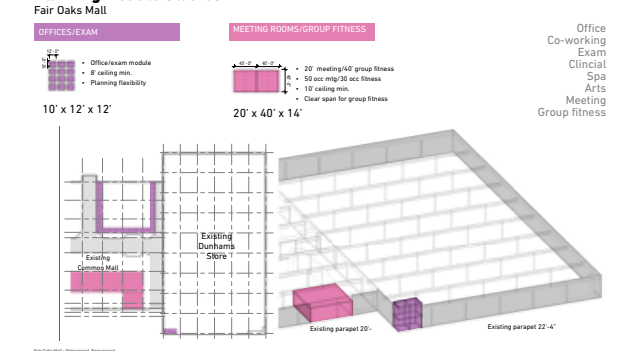 Fair Oaks Mall
OFFICES/EXAM
• Office/exam module
• 8' ceiling min.
• Planning flexibility
10' x 12' x 12'
MEETING ROOMS/GROUP FITNESS
40'-0" 40'-0"
• 20' meeting/40' group fitness
• 50 occ mtg/30 occ fitness
• 10' ceiling min.
• Clear span for group fitness
20' x 40' x 14'
Office
Co-working
Exam
Clincial
Spa
Arts
Meeting
Group fitness
Existing
Common Mall
Existing
Dunhams
Store
Existing parapet 20'-
Existing parapet 22'-4"